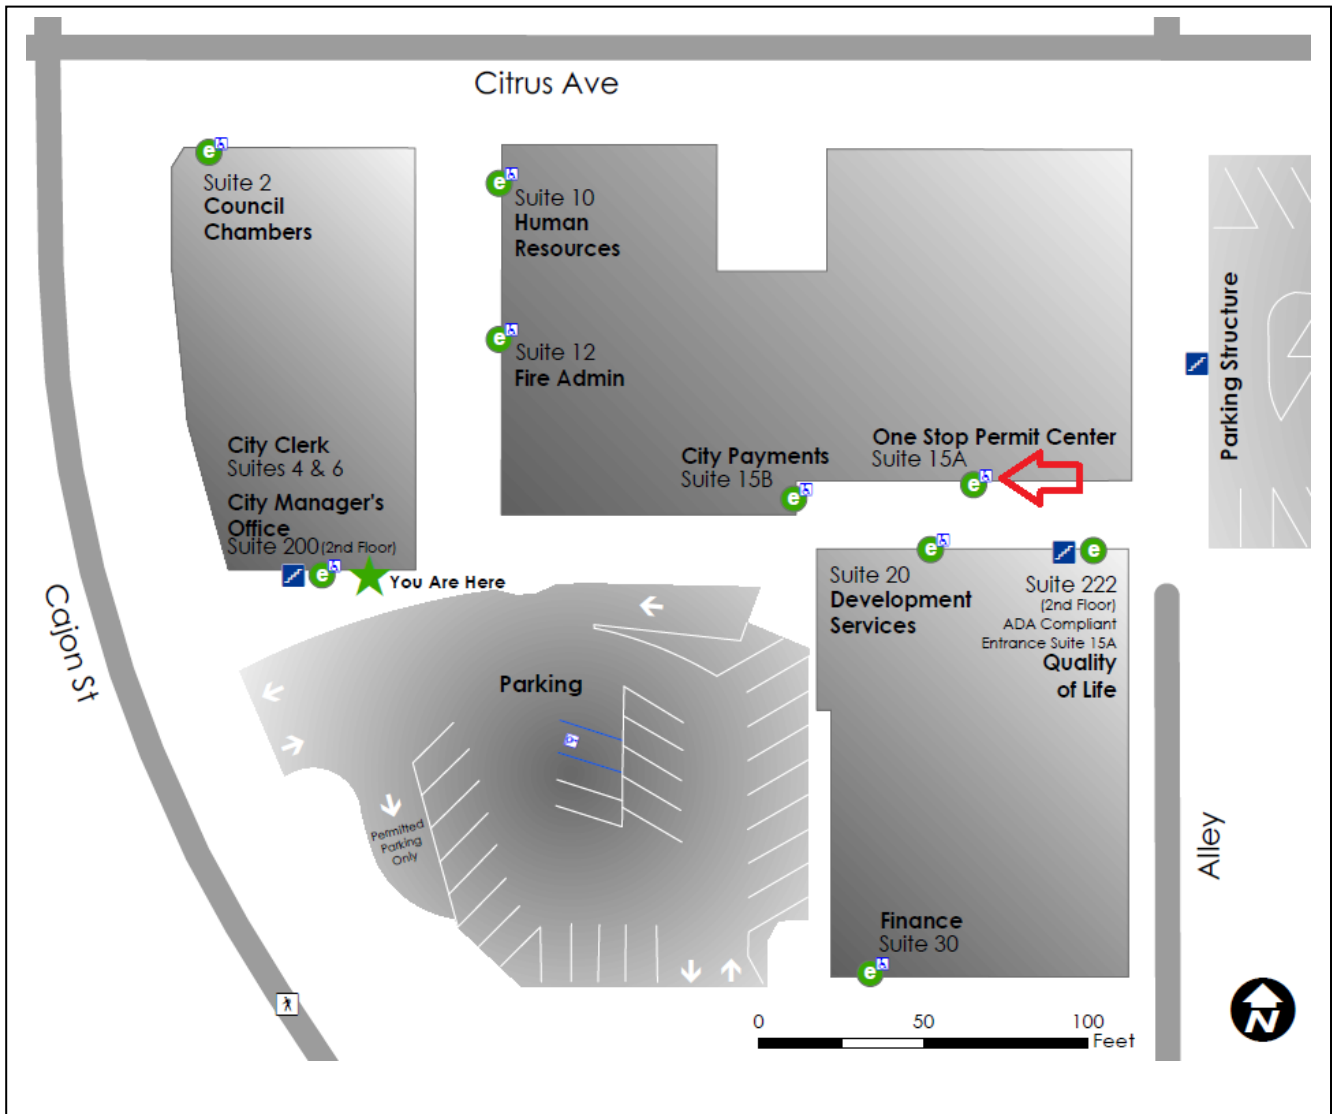 Citrus Ave
e
Suite 2
Council
Chambers
e
Suite 10
Human
Resources
e
Suite 12
Fire Admin
City Clerk
Suites 4 & 6
City Manager's
Office
Suite 200 (2nd Floor)
e
You Are Here
City Payments
Suite 15B
e
One Stop Permit Center
Suite 15A
e
Parking Structure
e
Suite 20
Development
Services
e
Suite 222
(2nd Floor)
ADA Compliant
Entrance Suite 15A
Quality
of Life
Cajon St
Parking
Permitted
Parking
Only
Alley
Finance
Suite 30
e
0 50 100
Feet
N